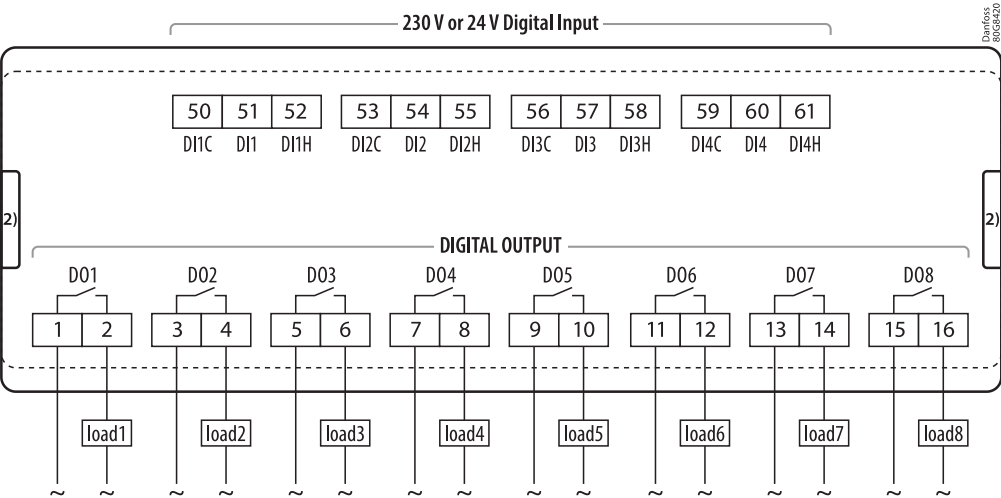 Danfoss
80G8420
230 V or 24 V Digital Input
50 51 52 53 54 55 56 57 58 59 60 61
DI1C DI1 DI1H DI2C DI2 DI2H DI3C DI3 DI3H DI4C DI4 DI4H
2) 2)
DIGITAL OUTPUT
DO1 DO2 DO3 DO4 DO5 DO6 DO7 DO8
1 2 3 4 5 6 7 8 9 10 11 12 13 14 15 16
load1 load2 load3 load4 load5 load6 load7 load8
~ ~ ~ ~ ~ ~ ~ ~ ~ ~ ~ ~ ~ ~ ~ ~